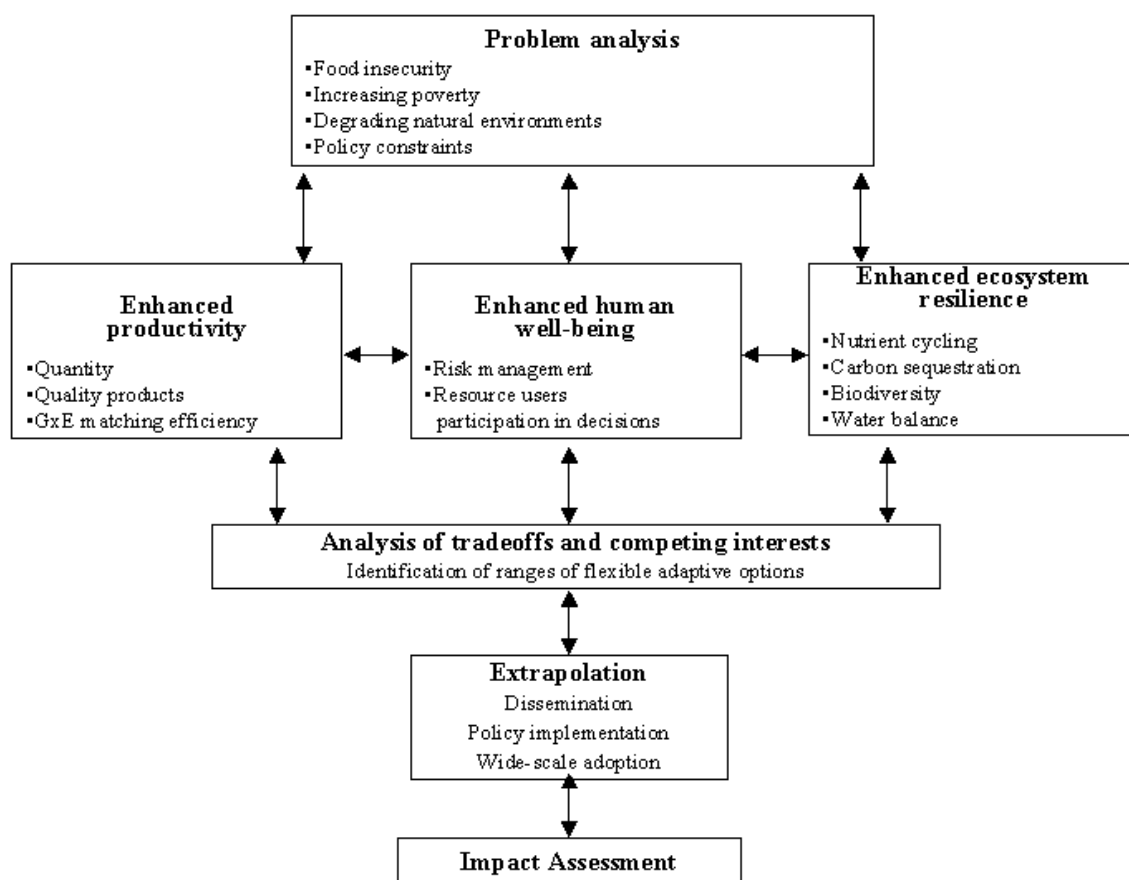 Problem analysis
▪Food insecurity
▪Increasing poverty
▪Degrading natural environments
▪Policy constraints
Enhanced
productivity
▪Quantity
▪Quality products
▪GxE matching efficiency
Enhanced human
well-being
▪Risk management
▪Resource users
participation in decisions
Enhanced ecosystem
resilience
▪Nutrient cycling
▪Carbon sequestration
▪Biodiversity
▪Water balance
Analysis of tradeoffs and competing interests
Identification of ranges of flexible adaptive options
Extrapolation
Dissemination
Policy implementation
Wide-scale adoption
Impact Assessment